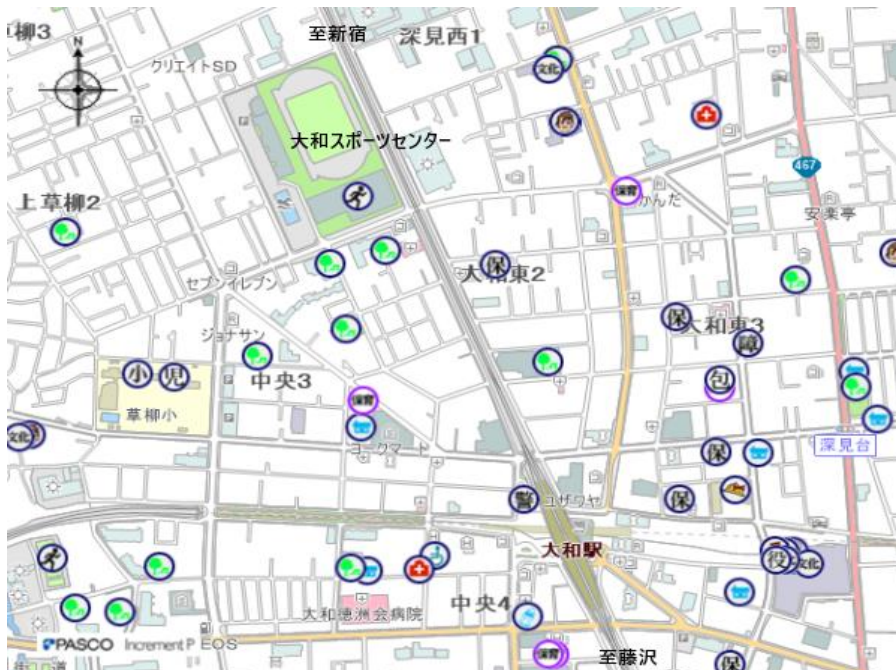 柳3
至新宿
深見西1
N
クリエイトSD
文化
大和スポーツセンター
467
保育
かんだ
上草柳2
安楽亭
保
大和東2
セブンイレブン
保
大和東3
障
ジョナサン
小
児
中央3
包
保育
草柳小
文化
ヨークマート
深見台
保
警
ユザワヤ
保
大和駅
役
文化
大和徳洲会病院
中央4
保育
至藤沢
保
PASCO Increment P EOS
道